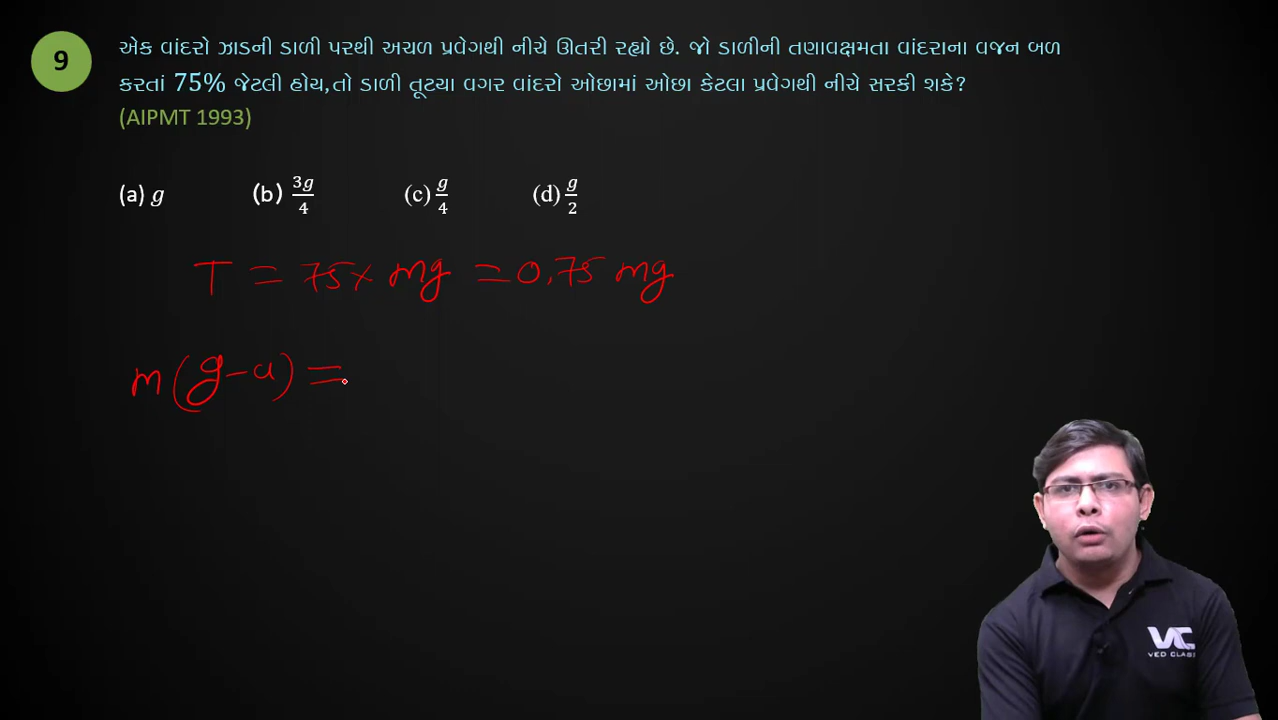 9
એક વાંદરો ઝાડની ડાળી પરથી અચળ પ્રવેગથી નીચે ઊતરી રહ્યો છે. જો ડાળીની તણાવક્ષમતા વાંદરાના વજન બળ
કરતાં 75% જેટલી હોય,તો ડાળી તૂટ્યા વગર વાંદરો ઓછામાં ઓછા કેટલા પ્રવેગથી નીચે સરકી શકે?
(AIPMT 1993)
(a) g (b) 3g/4 (c) g/4 (d) g/2
T = 75× mg = 0.75 mg
m(g-a) =
VC
VED CLASS